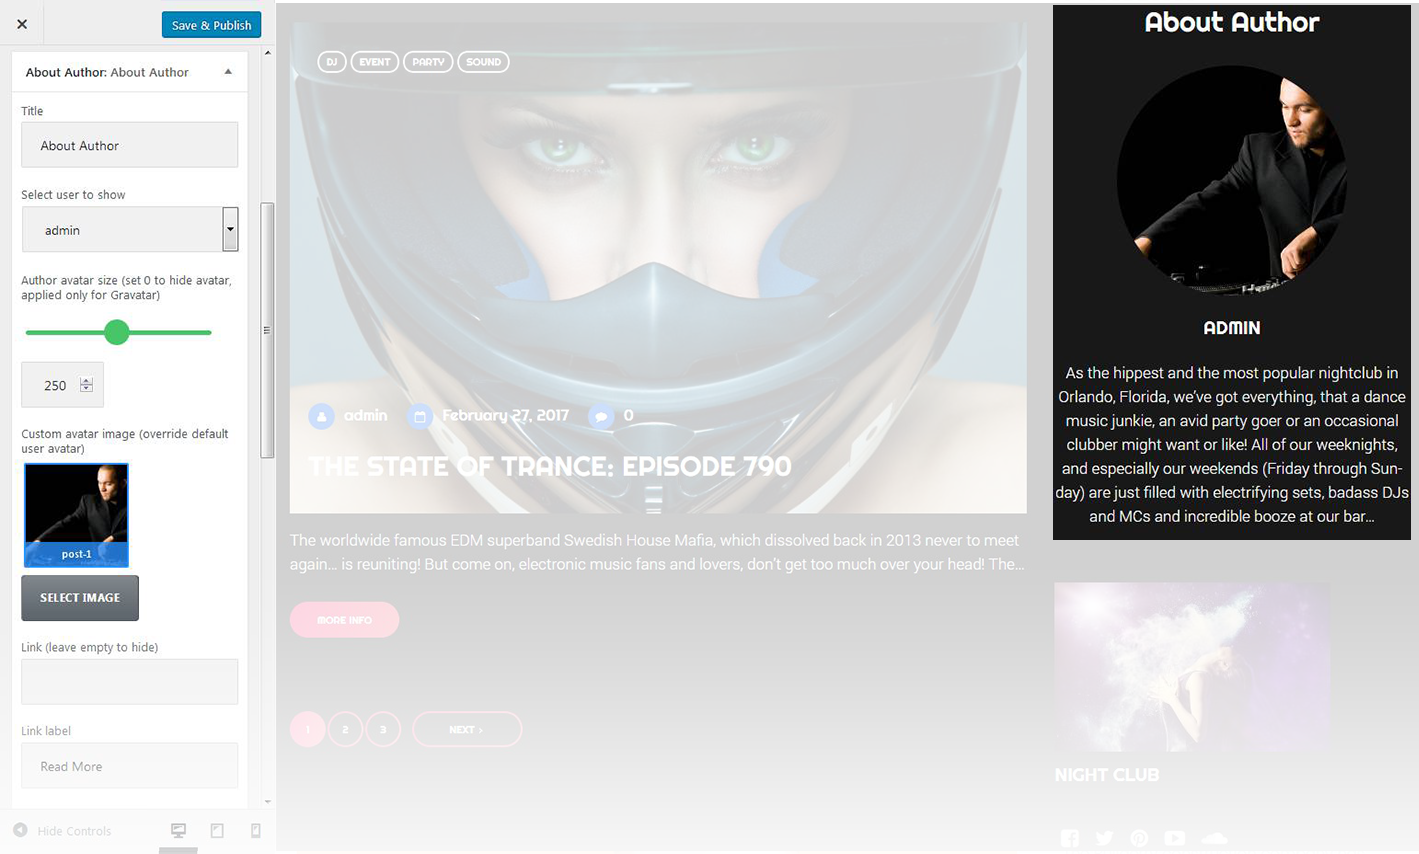 Save & Publish
About Author: About Author
Title
About Author
Select user to show
admin
Author avatar size (set 0 to hide avatar,
applied only for Gravatar)
250
Custom avatar image (override default
user avatar)
post-1
SELECT IMAGE
Link (leave empty to hide)
Link label
Read More
Hide Controls
DJ
EVENT
PARTY
SOUND
admin
February 27, 2017
0
THE STATE OF TRANCE: EPISODE 790
The worldwide famous EDM superband Swedish House Mafia, which dissolved back in 2013 never to meet
again... is reuniting! But come on, electronic music fans and lovers, don't get too much over your head! The...
MORE INFO
1
2
3
NEXT ›
About Author
ADMIN
As the hippest and the most popular nightclub in
Orlando, Florida, we've got everything, that a dance
music junkie, an avid party goer or an occasional
clubber might want or like! All of our weeknights,
and especially our weekends (Friday through Sun-
day) are just filled with electrifying sets, badass DJs
and MCs and incredible booze at our bar...
NIGHT CLUB